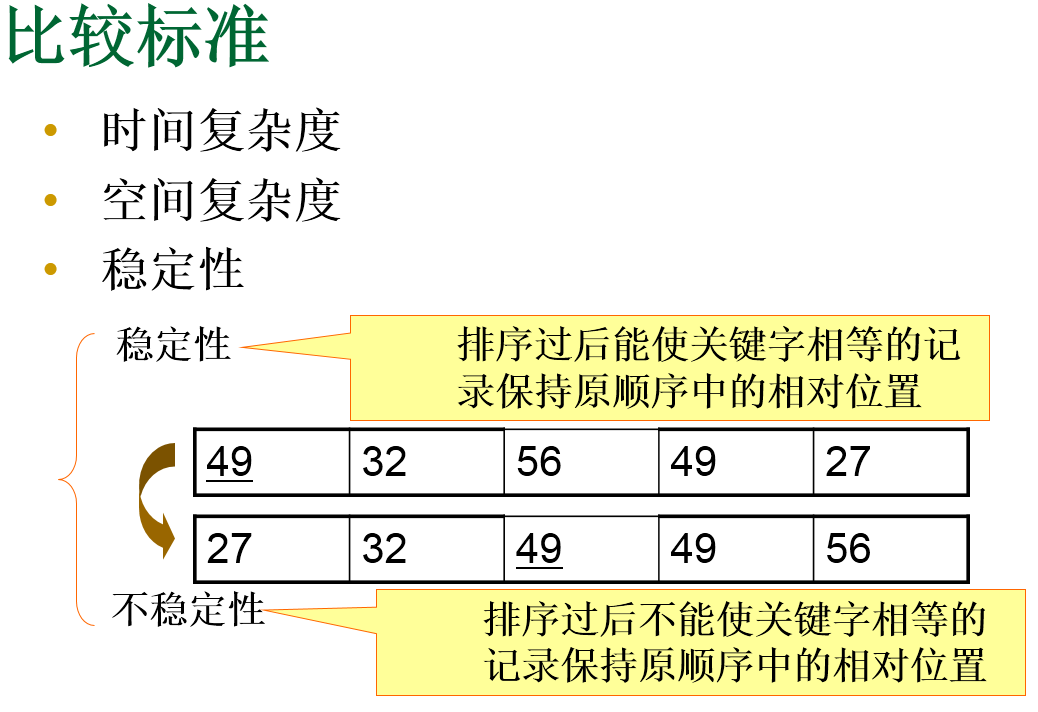 比较标准
• 时间复杂度
• 空间复杂度
• 稳定性
稳定性
排序过后能使关键字相等的记
录保持原顺序中的相对位置
49 32 56 49 27
27 32 49 49 56
不稳定性
排序过后不能使关键字相等的
记录保持原顺序中的相对位置